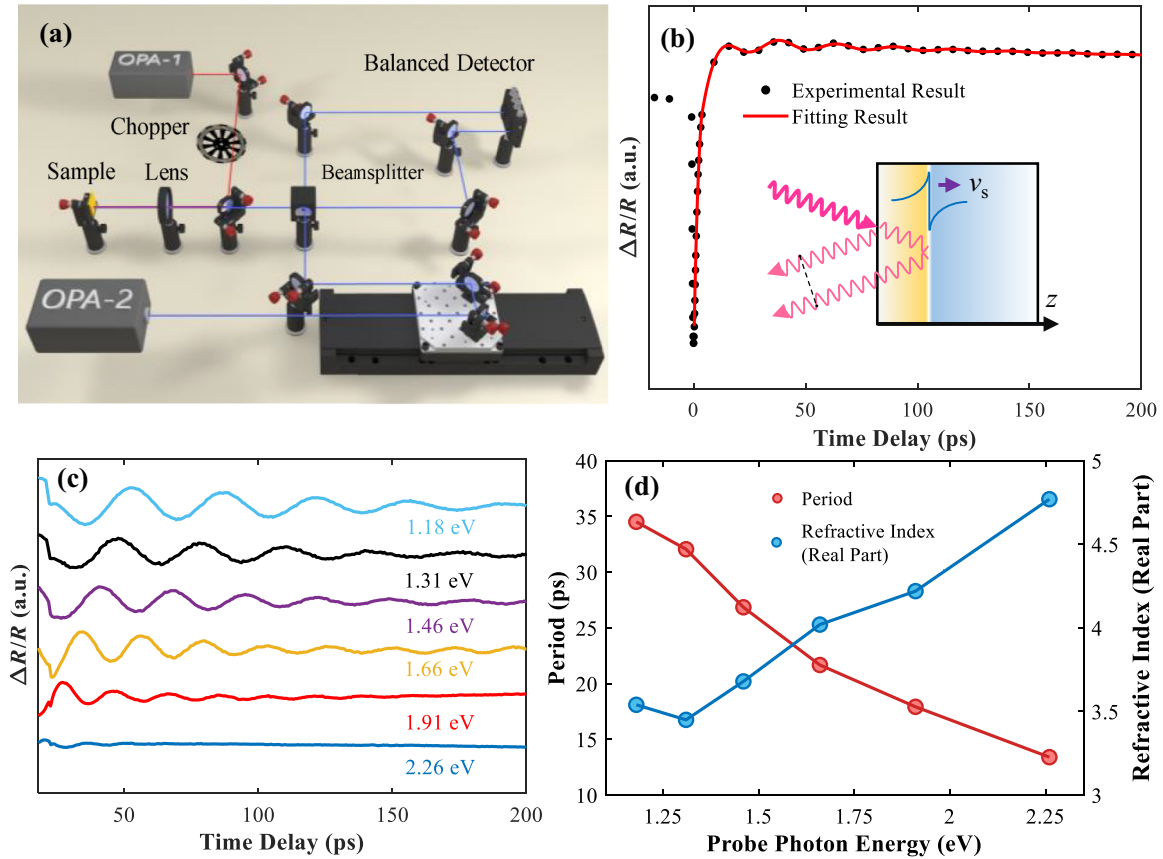 (a)
OPA-1
Balanced Detector
Chopper
Sample
Lens
Beamsplitter
OPA-2
(b)
Experimental Result
Fitting Result
ΔR/R (a.u.)
vs
z
0
50
100
150
200
Time Delay (ps)
(c)
ΔR/R (a.u.)
1.18 eV
1.31 eV
1.46 eV
1.66 eV
1.91 eV
2.26 eV
50
100
150
200
Time Delay (ps)
(d)
Period
Refractive Index
(Real Part)
Period (ps)
40
35
30
25
20
15
10
Refractive Index (Real Part)
5
4.5
4
3.5
3
1.25
1.5
1.75
2
2.25
Probe Photon Energy (eV)